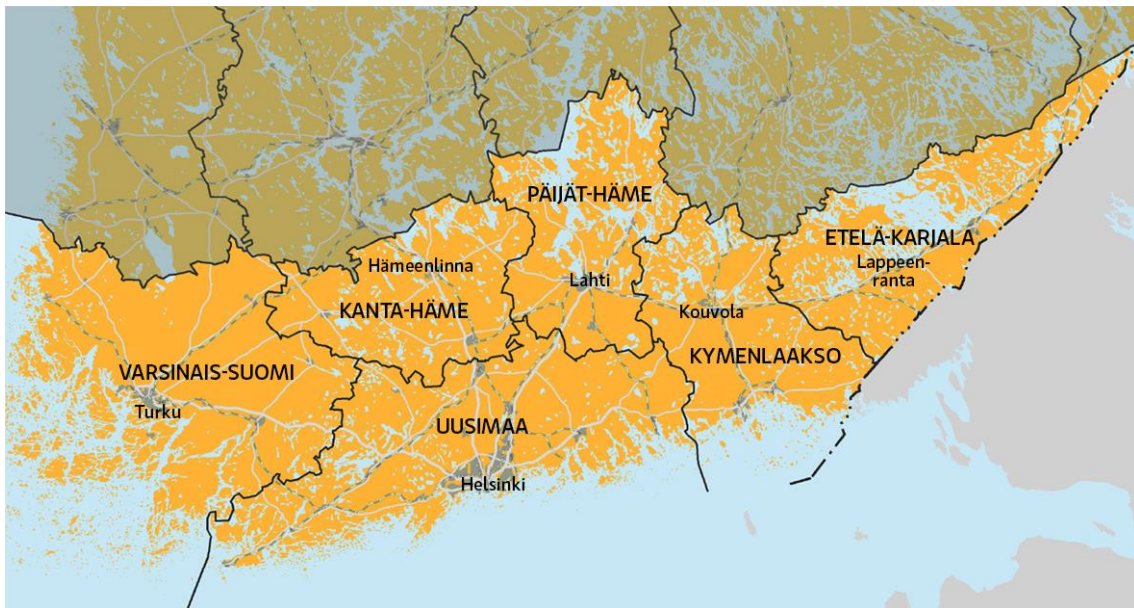 PÄIJÄT-HÄME
ETELÄ-KARJALA
Hämeenlinna
Lappeen-
ranta
Lahti
KANTA-HÄME
Kouvola
KYMENLAAKSO
VARSINAIS-SUOMI
Turku
UUSIMAA
Helsinki